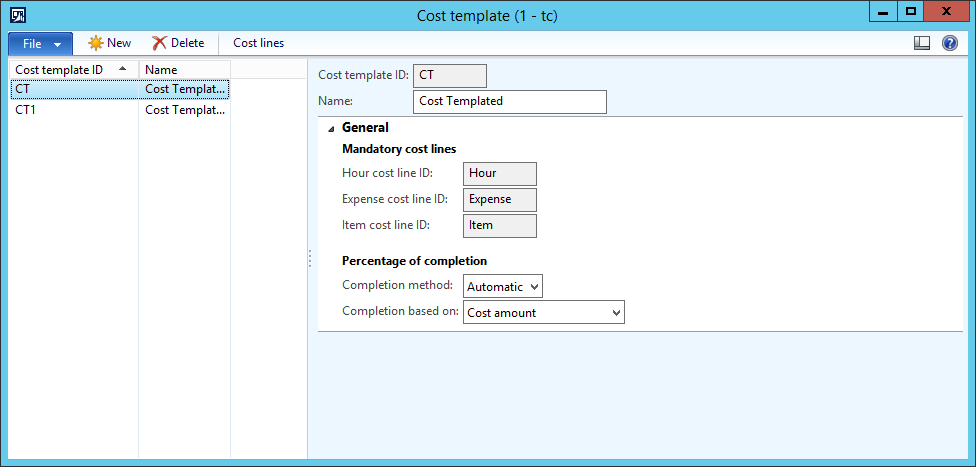 Cost template (1 - tc)
File New Delete Cost lines
Cost template ID Name
CT Cost Templat...
CT1 Cost Templat...
Cost template ID: CT
Name: Cost Templated
General
Mandatory cost lines
Hour cost line ID: Hour
Expense cost line ID: Expense
Item cost line ID: Item
Percentage of completion
Completion method: Automatic
Completion based on: Cost amount